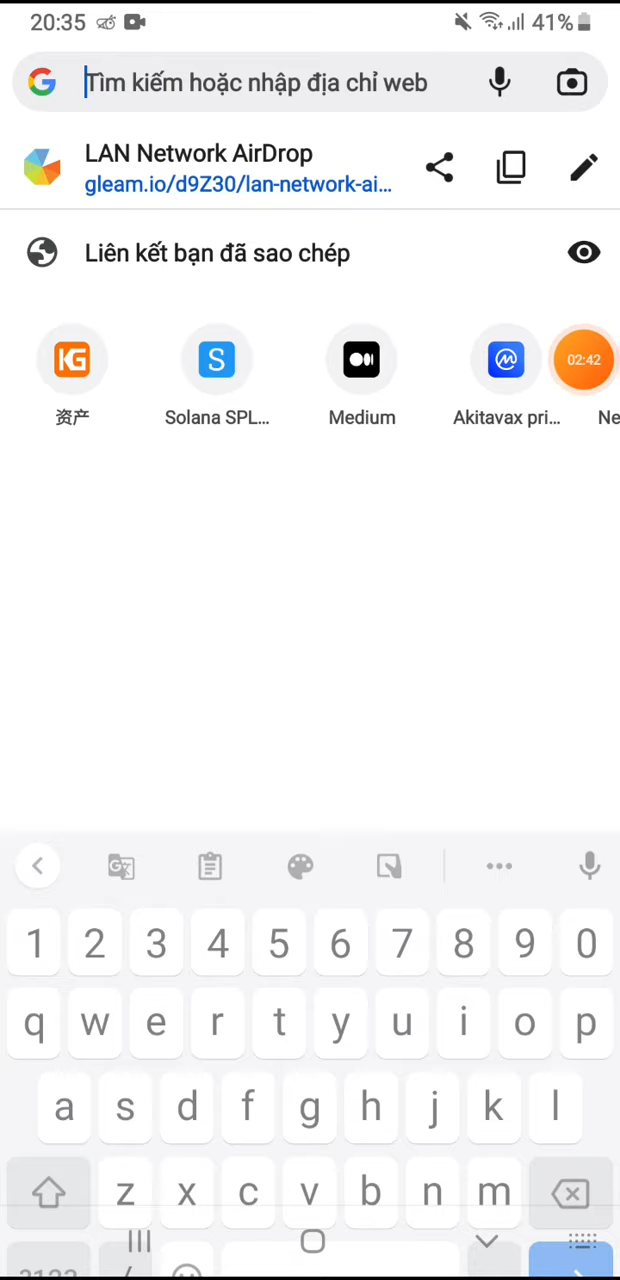 20:35
41%
Tìm kiếm hoặc nhập địa chỉ web
LAN Network AirDrop
gleam.io/d9Z30/lan-network-ai...
Liên kết bạn đã sao chép
KG
S
02:42
资产
Solana SPL...
Medium
Akitavax pri...
Ne
1 2 3 4 5 6 7 8 9 0
q w e r t y u i o p
a s d f g h j k l
z x c v b n m